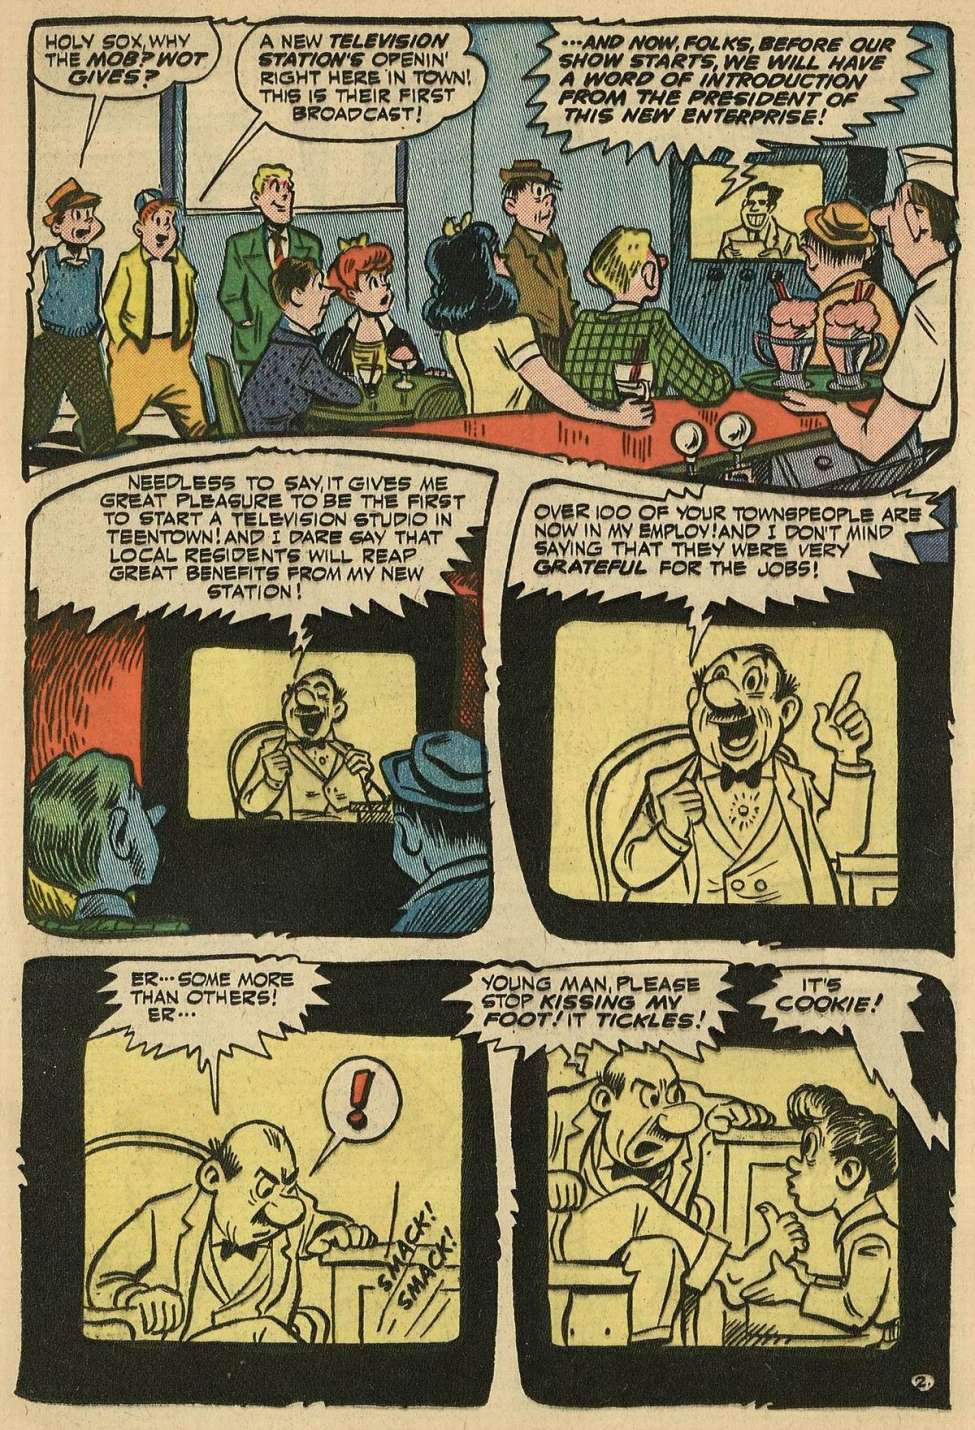 HOLY SOX, WHY
THE MOB? WOT
GIVES?
A NEW TELEVISION
STATION'S OPENIN'
RIGHT HERE IN TOWN!
THIS IS THEIR FIRST
BROADCAST!
...AND NOW, FOLKS, BEFORE OUR
SHOW STARTS, WE WILL HAVE
A WORD OF INTRODUCTION
FROM THE PRESIDENT OF
THIS NEW ENTERPRISE!
NEEDLESS TO SAY, IT GIVES ME
GREAT PLEASURE TO BE THE FIRST
TO START A TELEVISION STUDIO IN
TEENTOWN! AND I DARE SAY THAT
LOCAL RESIDENTS WILL REAP
GREAT BENEFITS FROM MY NEW
STATION!
OVER 100 OF YOUR TOWNSPEOPLE ARE
NOW IN MY EMPLOY! AND I DON'T MIND
SAYING THAT THEY WERE VERY
GRATEFUL FOR THE JOBS!
ER... SOME MORE
THAN OTHERS!
ER...
!
SMACK!
SMACK!
YOUNG MAN, PLEASE
STOP KISSING MY
FOOT! IT TICKLES!
IT'S
COOKIE!
2.